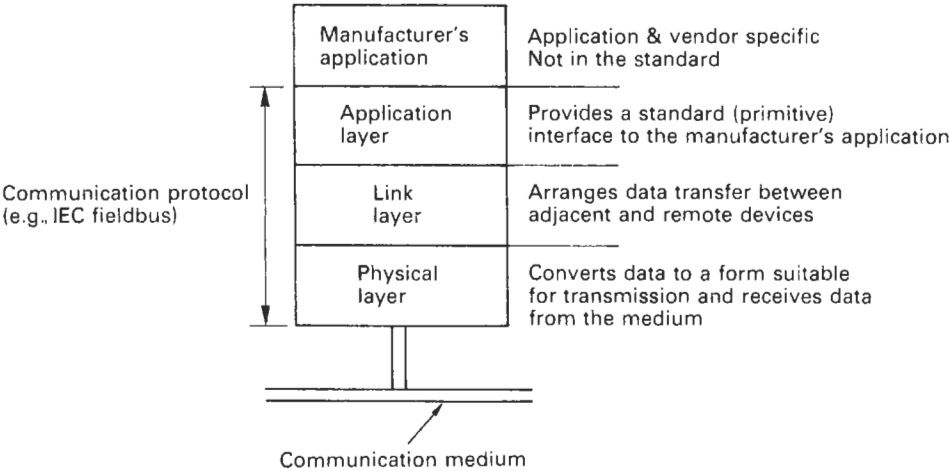 Manufacturer's
application
Application & vendor specific
Not in the standard
Application
layer
Provides a standard (primitive)
interface to the manufacturer's application
Communication protocol
(e.g., IEC fieldbus)
Link
layer
Arranges data transfer between
adjacent and remote devices
Physical
layer
Converts data to a form suitable
for transmission and receives data
from the medium
Communication medium